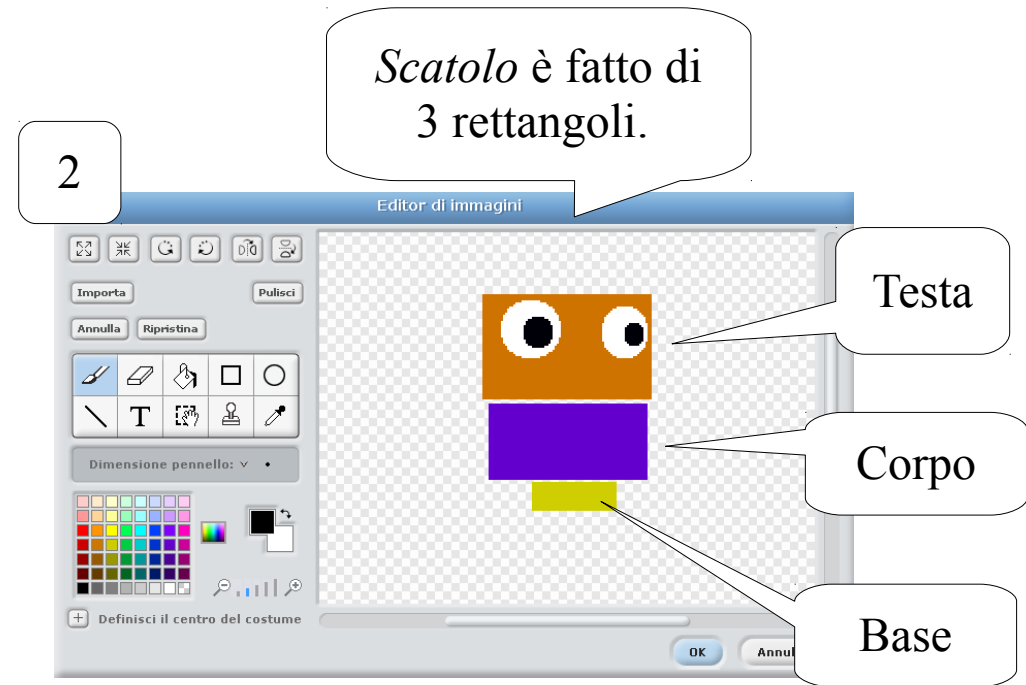 Scatolo è fatto di
3 rettangoli.
2
Editor di immagini
Importa
Pulisci
Annulla
Ripristina
Testa
T
Dimensione pennello:
Corpo
Definisci il centro del costume
OK
Annul
Base